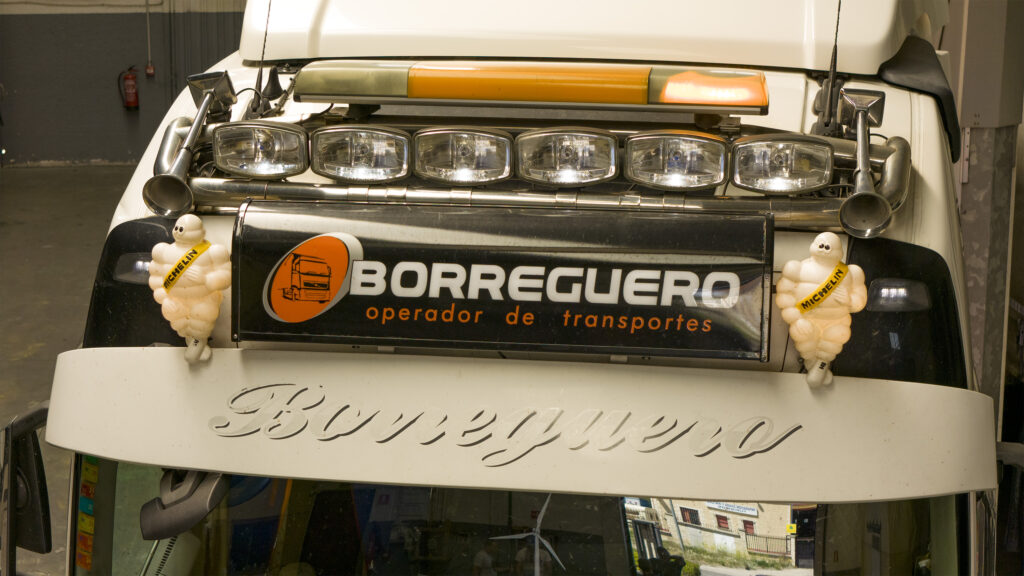 BORREGUERO
operador de transportes
MICHELIN
MICHELIN
Borreguero